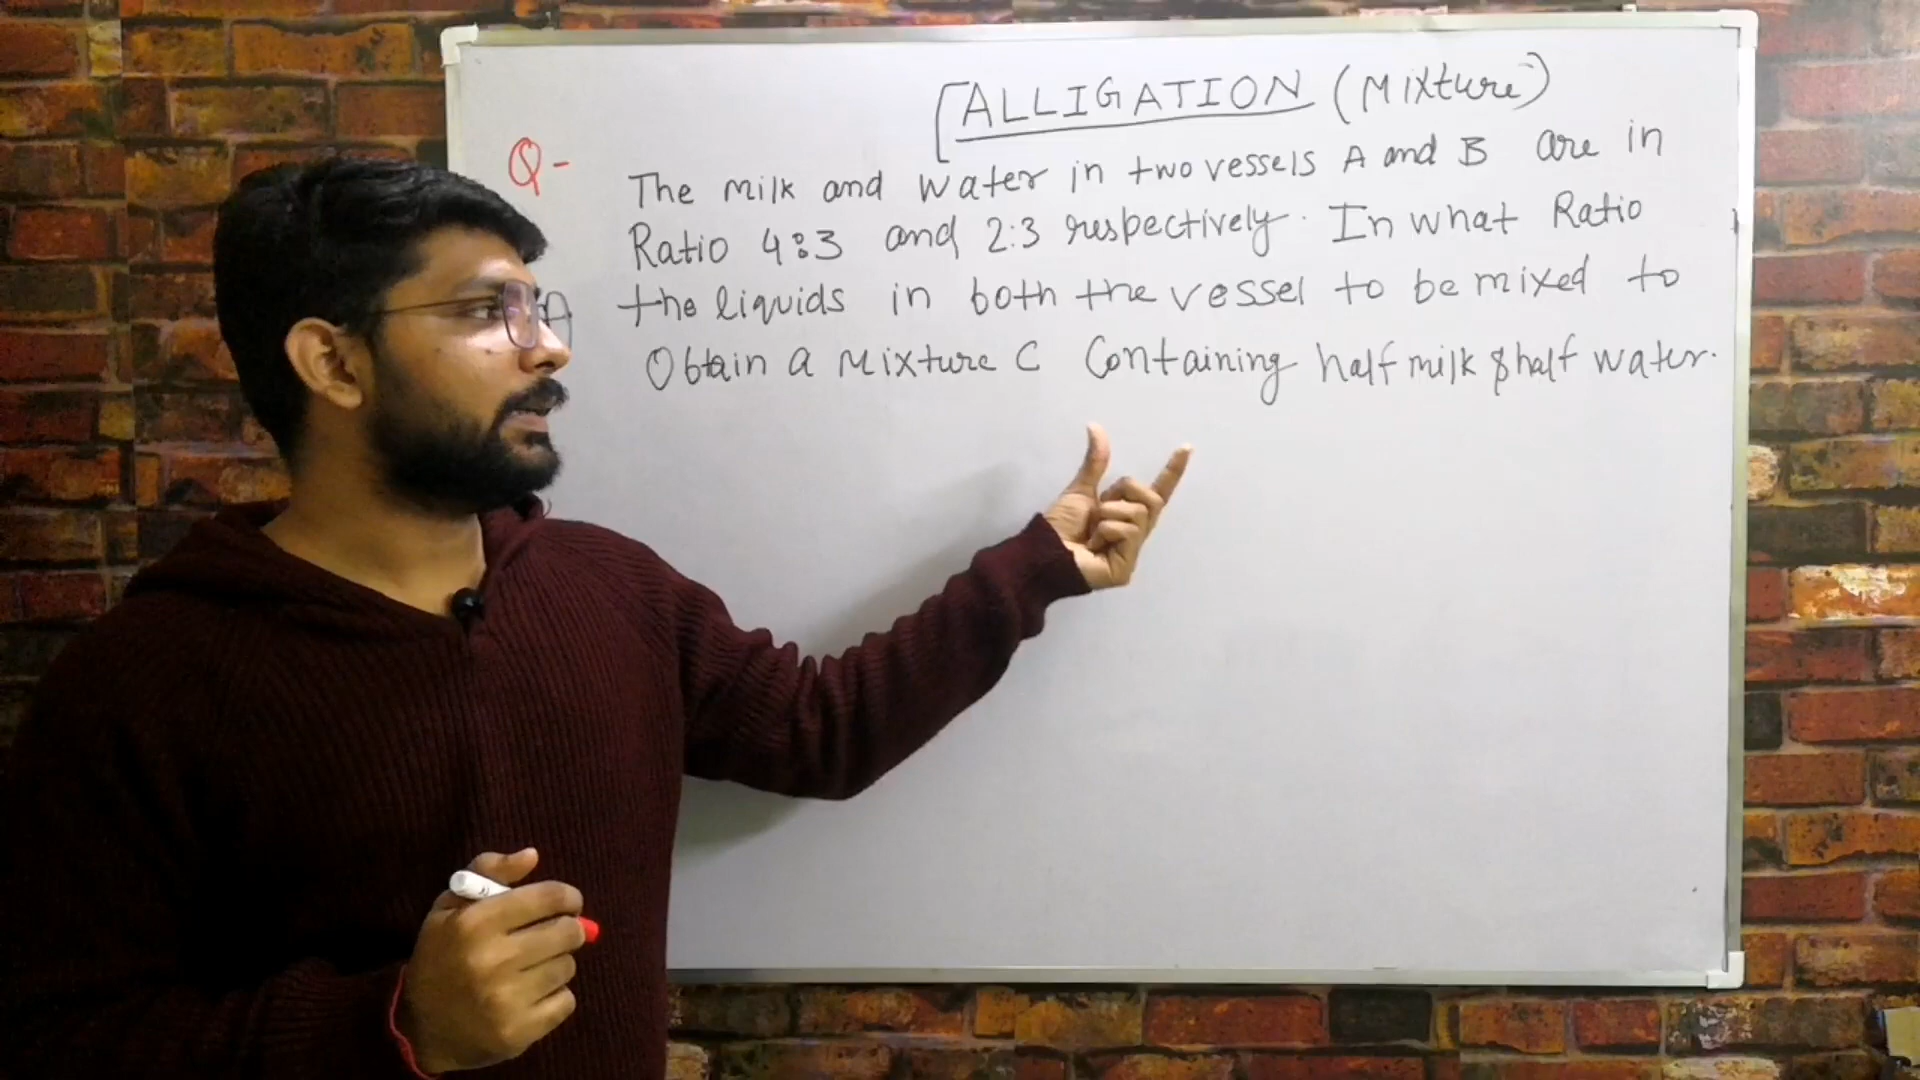 ALLIGATION (Mixture)
Q- The milk and water in two vessels A and B are in
Ratio 4:3 and 2:3 respectively. In what Ratio
the liquids in both the vessel to be mixed to
Obtain a mixture C Containing half milk & half water.